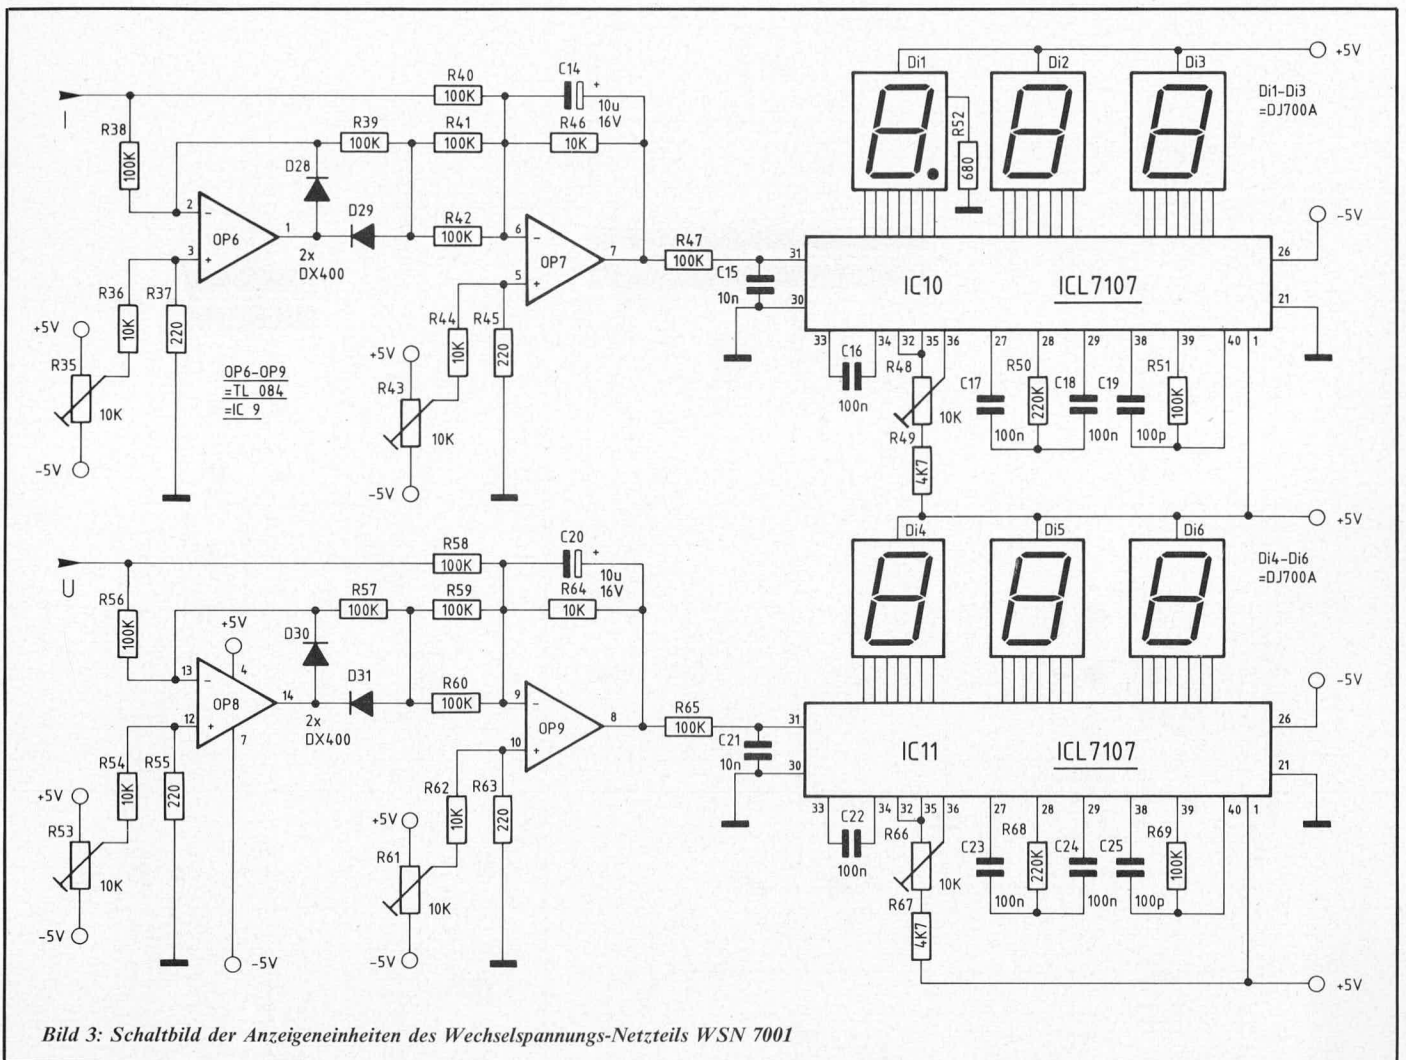 Di1
Di2
Di3
+5V
R40
100K
C14
+
10u
16V
I
R38
100K
R39
100K
R41
100K
R46
10K
R52
680
Di1-Di3
=DJ700A
D28
2
−
OP6
1
3
+
D29
2x
DX400
R42
100K
6
−
OP7
7
5
+
R47
100K
C15
10n
31
30
IC10
ICL7107
26
-5V
21
R36
10K
R37
220
+5V
R35
10K
-5V
OP6-OP9
=TL 084
=IC 9
R44
10K
R45
220
+5V
R43
10K
-5V
33
34
32
35
36
27
28
29
38
39
40
1
C16
100n
R48
10K
R49
4K7
C17
100n
R50
220K
C18
100n
C19
100p
R51
100K
+5V
Di4
Di5
Di6
R58
100K
C20
+
10u
16V
U
R56
100K
R57
100K
R59
100K
R64
10K
Di4-Di6
=DJ700A
+5V
4
D30
13
−
OP8
14
12
+
7
D31
2x
DX400
R60
100K
9
−
OP9
8
10
+
R65
100K
C21
10n
31
30
IC11
ICL7107
26
-5V
21
R54
10K
R55
220
+5V
R53
10K
-5V
-5V
R62
10K
R63
220
+5V
R61
10K
-5V
33
34
32
35
36
27
28
29
38
39
40
1
C22
100n
R66
10K
R67
4K7
C23
100n
R68
220K
C24
100n
C25
100p
R69
100K
+5V
Bild 3: Schaltbild der Anzeigeneinheiten des Wechselspannungs-Netzteils WSN 7001